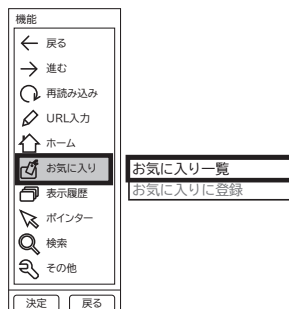 機能
戻る
進む
再読み込み
URL入力
ホーム
お気に入り
お気に入り一覧
お気に入りに登録
表示履歴
ポインター
検索
その他
決定 戻る